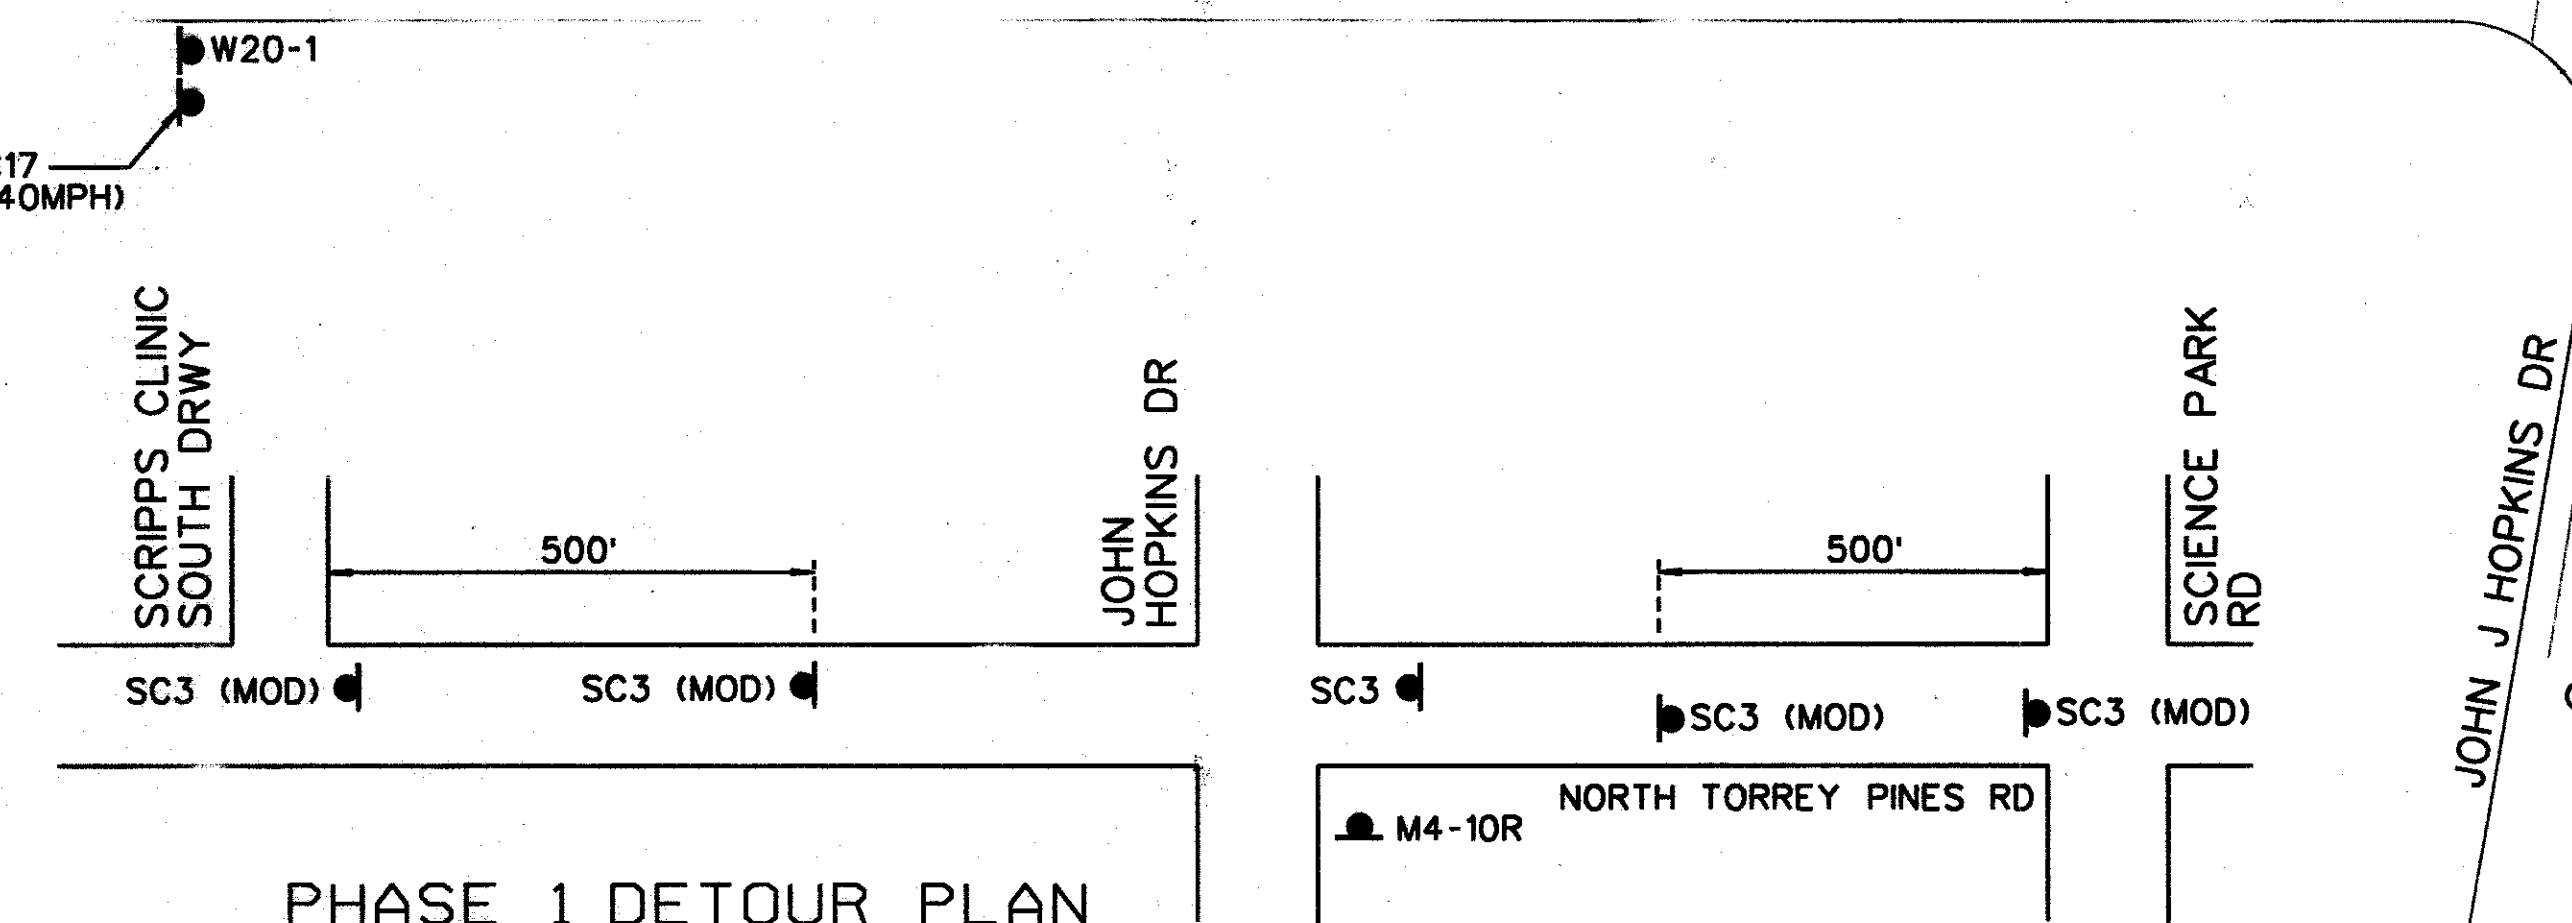 W20-1
40MPH)
SCRIPPS CLINIC
SOUTH DRWY
500'
JOHN
HOPKINS DR
500'
SCIENCE PARK
RD
JOHN J HOPKINS DR
SC3 (MOD)
SC3 (MOD)
SC3
SC3 (MOD)
SC3 (MOD)
NORTH TORREY PINES RD
M4-10R
PHASE 1 DETOUR PLAN